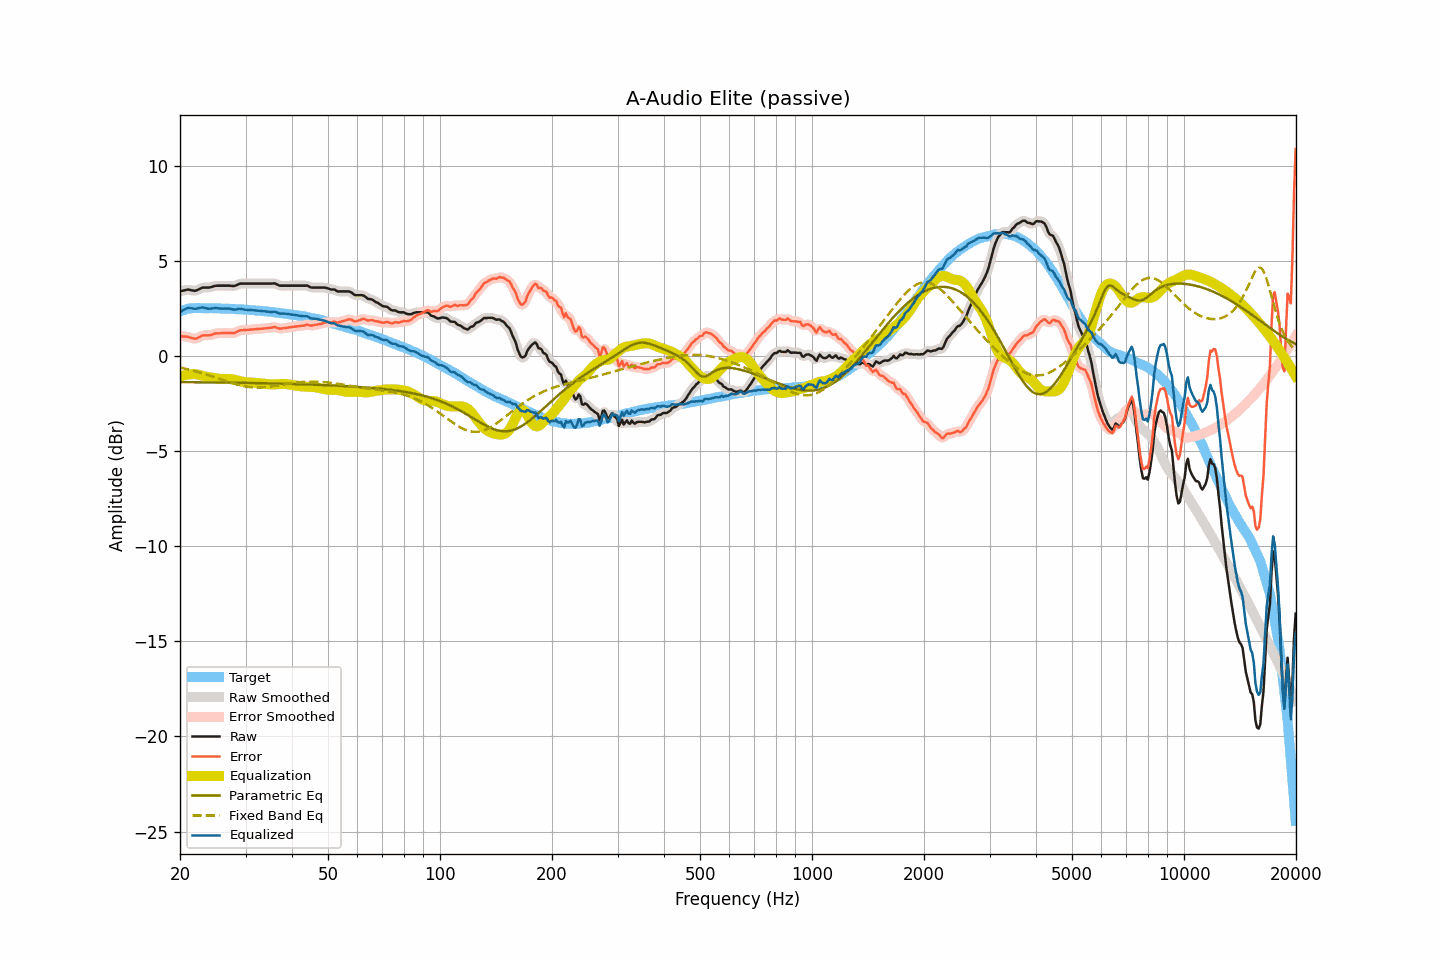 A-Audio Elite (passive)
10
5
0
−5
−10
−15
−20
−25
Amplitude (dBr)
Target
Raw Smoothed
Error Smoothed
Raw
Error
Equalization
Parametric Eq
Fixed Band Eq
Equalized
20 50 100 200 500 1000 2000 5000 10000 20000
Frequency (Hz)